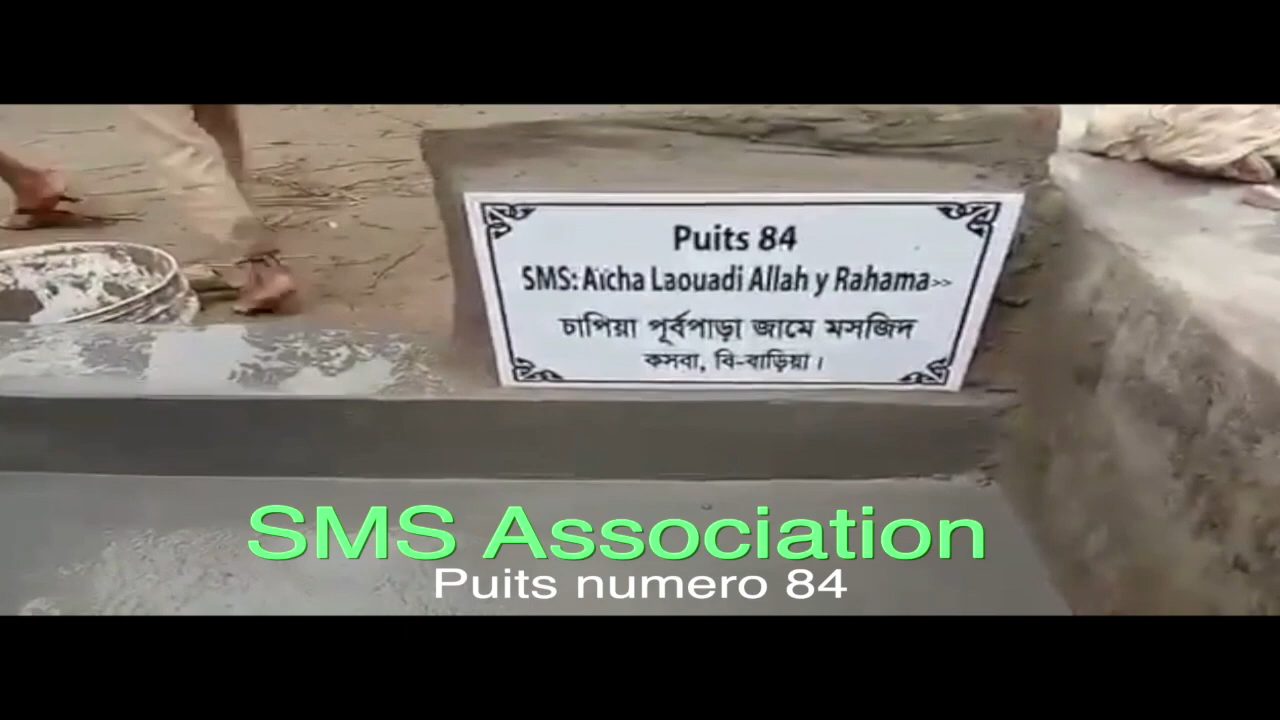 Puits 84
SMS: Aïcha Laouadi Allah y Rahama>>
চাপিয়া পূর্বপাড়া জামে মসজিদ
কসবা, বি-বাড়িয়া।
SMS Association
Puits numero 84